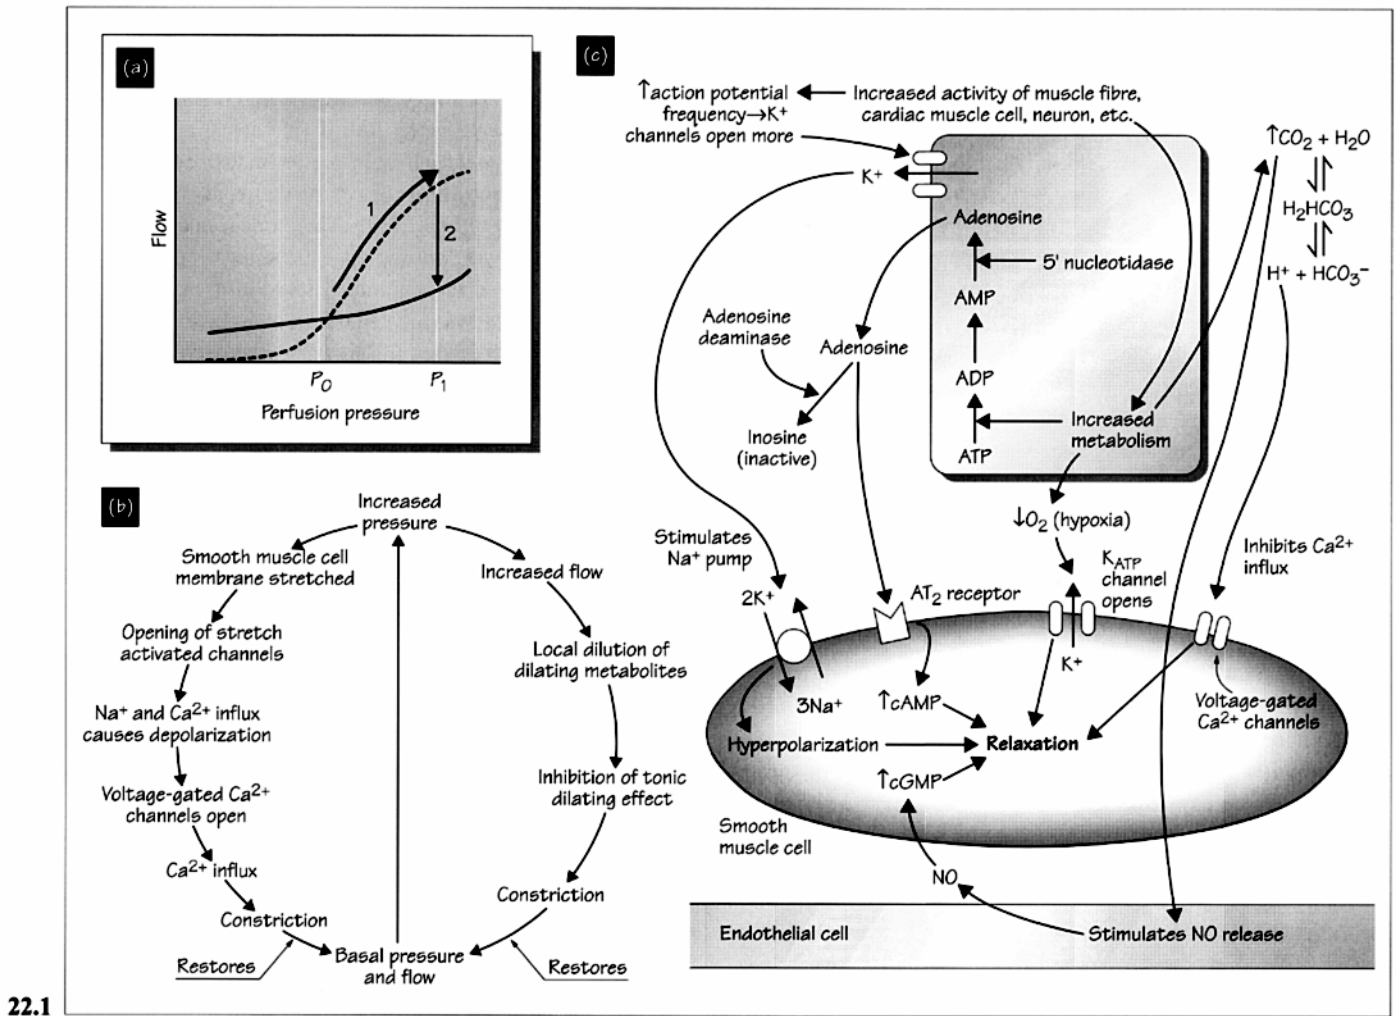 (a)
Flow
1
2
P0
P1
Perfusion pressure
(b)
Increased
pressure
Smooth muscle cell
membrane stretched
Opening of stretch
activated channels
Na+ and Ca2+ influx
causes depolarization
Voltage-gated Ca2+
channels open
Ca2+ influx
Constriction
Restores
Increased flow
Local dilution of
dilating metabolites
Inhibition of tonic
dilating effect
Constriction
Restores
Basal pressure
and flow
(c)
↑action potential
frequency→K+
channels open more
Increased activity of muscle fibre,
cardiac muscle cell, neuron, etc.
K+
Adenosine
5' nucleotidase
AMP
ADP
ATP
Increased
metabolism
↑CO2 + H2O
H2HCO3
H+ + HCO3−
Adenosine
deaminase
Adenosine
Inosine
(inactive)
↓O2 (hypoxia)
Stimulates
Na+ pump
2K+
3Na+
AT2 receptor
KATP
channel
opens
K+
Inhibits Ca2+
influx
Voltage-gated
Ca2+ channels
↑cAMP
Hyperpolarization
Relaxation
↑cGMP
Smooth
muscle cell
NO
Endothelial cell
Stimulates NO release
22.1